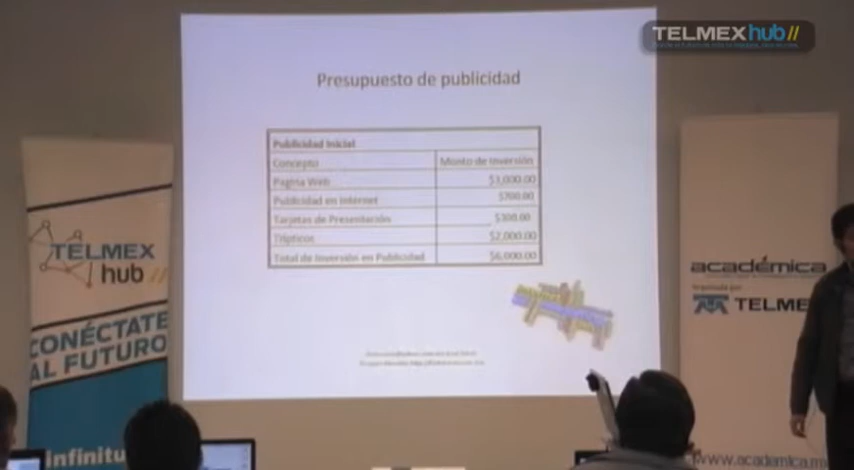 TELMEX hub //
Presupuesto de publicidad
Publicidad Inicial
Concepto Monto de Inversión
Pagina Web $3,000.00
Publicidad en Internet $700.00
Tarjetas de Presentación $300.00
Trípticos $2,000.00
Total de Inversión en Publicidad $6,000.00
TELMEX
hub //
CONÉCTATE
AL FUTURO
infinitu
académica
TELME
www.academica.m